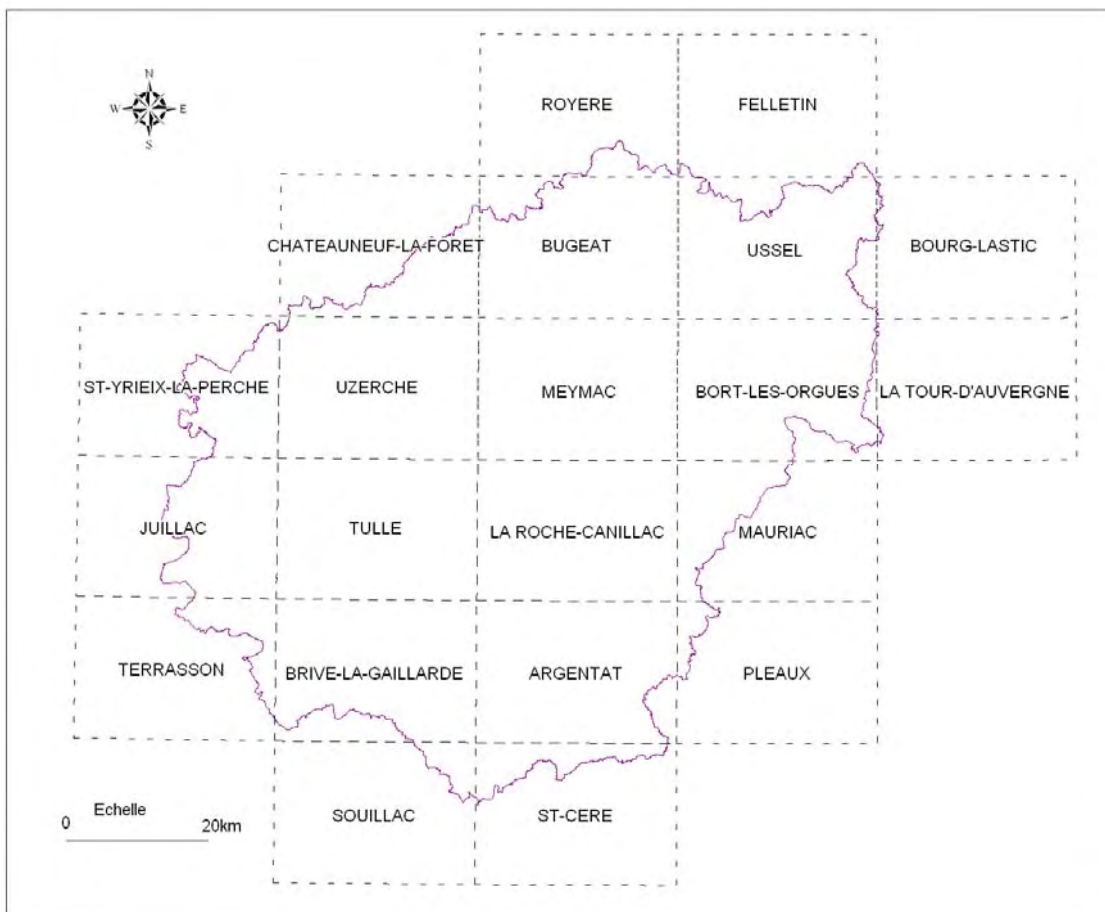 N
W E
S
ROYERE
FELLETIN
CHATEAUNEUF-LA-FORET
BUGEAT
USSEL
BOURG-LASTIC
ST-YRIEIX-LA-PERCHE
UZERCHE
MEYMAC
BORT-LES-ORGUES
LA TOUR-D'AUVERGNE
JUILLAC
TULLE
LA ROCHE-CANILLAC
MAURIAC
TERRASSON
BRIVE-LA-GAILLARDE
ARGENTAT
PLEAUX
SOUILLAC
ST-CERE
Echelle
0 20km